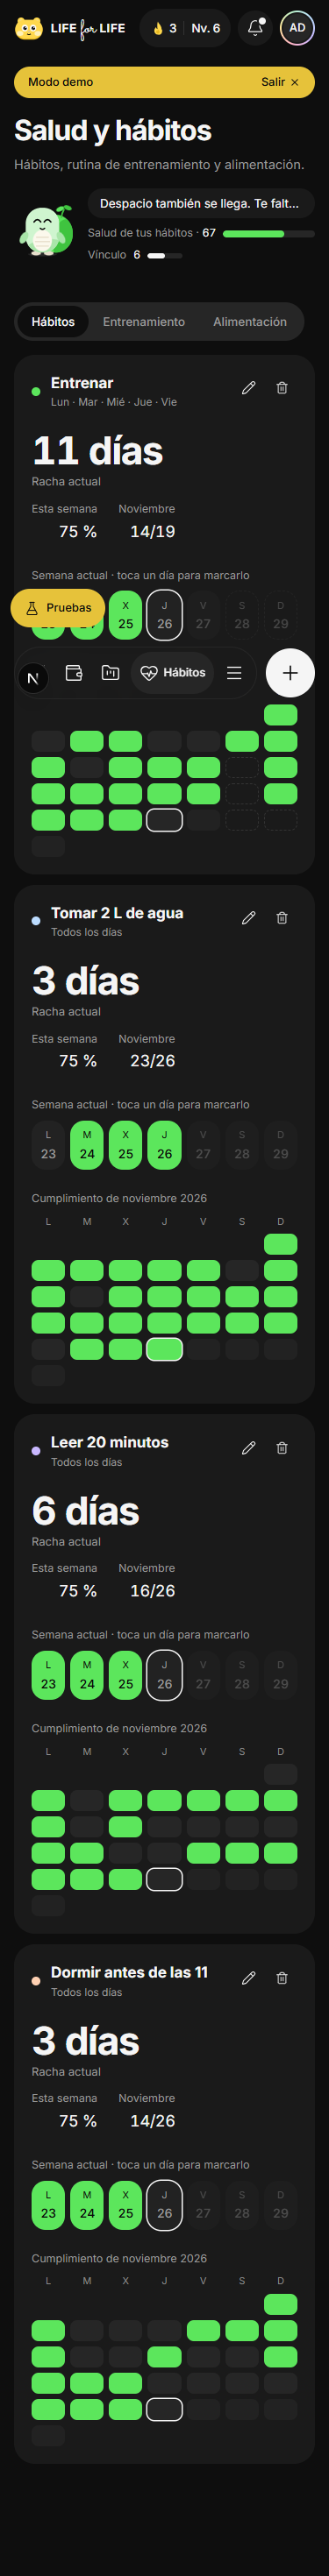 LIFE for LIFE
3
Nv. 6
AD
Modo demo
Salir ×
Salud y hábitos
Hábitos, rutina de entrenamiento y alimentación.
Despacio también se llega. Te falt...
Salud de tus hábitos · 67
Vínculo 6
Hábitos
Entrenamiento
Alimentación
Entrenar
Lun · Mar · Mié · Jue · Vie
11 días
Racha actual
Esta semana Noviembre
75 % 14/19
Semana actual · toca un día para marcarlo
X J V S D
25 26 27 28 29
Pruebas
N
Hábitos
Tomar 2 L de agua
Todos los días
3 días
Racha actual
Esta semana Noviembre
75 % 23/26
Semana actual · toca un día para marcarlo
L M X J V S D
23 24 25 26 27 28 29
Cumplimiento de noviembre 2026
L M X J V S D
Leer 20 minutos
Todos los días
6 días
Racha actual
Esta semana Noviembre
75 % 16/26
Semana actual · toca un día para marcarlo
L M X J V S D
23 24 25 26 27 28 29
Cumplimiento de noviembre 2026
L M X J V S D
Dormir antes de las 11
Todos los días
3 días
Racha actual
Esta semana Noviembre
75 % 14/26
Semana actual · toca un día para marcarlo
L M X J V S D
23 24 25 26 27 28 29
Cumplimiento de noviembre 2026
L M X J V S D